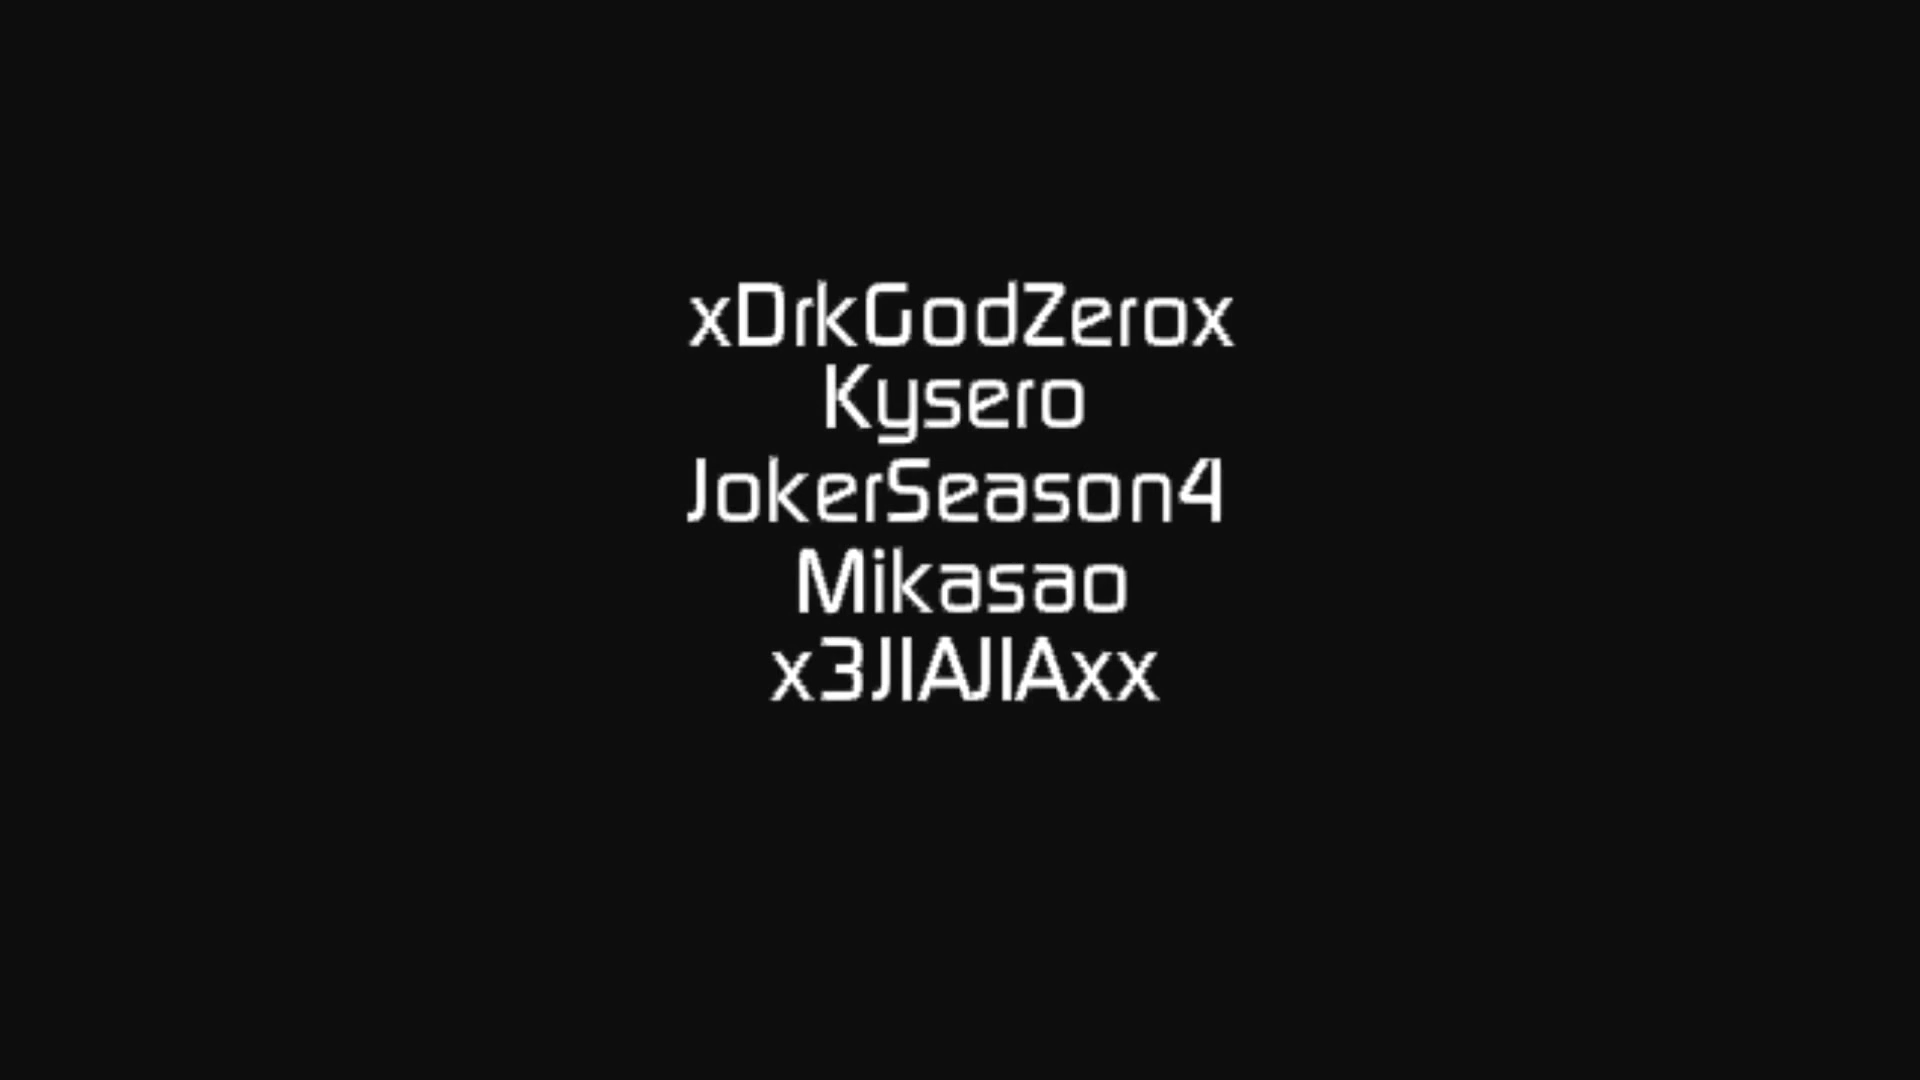 xDrkGodZerox
Kysero
JokerSeason4
Mikasao
x3JIAJIAxx